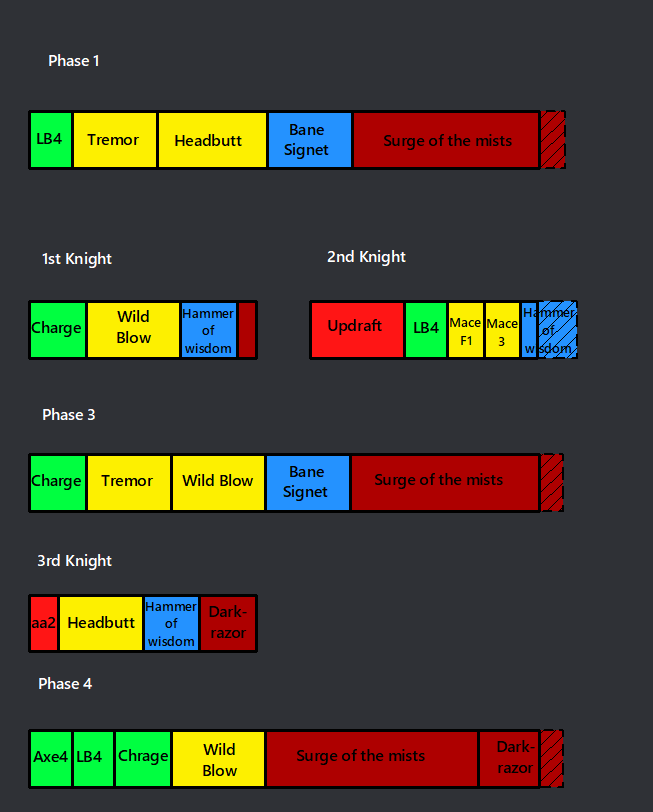 Phase 1
LB4
Tremor
Headbutt
Bane
Signet
Surge of the mists
1st Knight
Charge
Wild
Blow
Hammer
of
wisdom
2nd Knight
Updraft
LB4
Mace
F1
Mace
3
Hammer
of
wisdom
Phase 3
Charge
Tremor
Wild Blow
Bane
Signet
Surge of the mists
3rd Knight
aa2
Headbutt
Hammer
of
wisdom
Dark-
razor
Phase 4
Axe4
LB4
Chrage
Wild
Blow
Surge of the mists
Dark-
razor